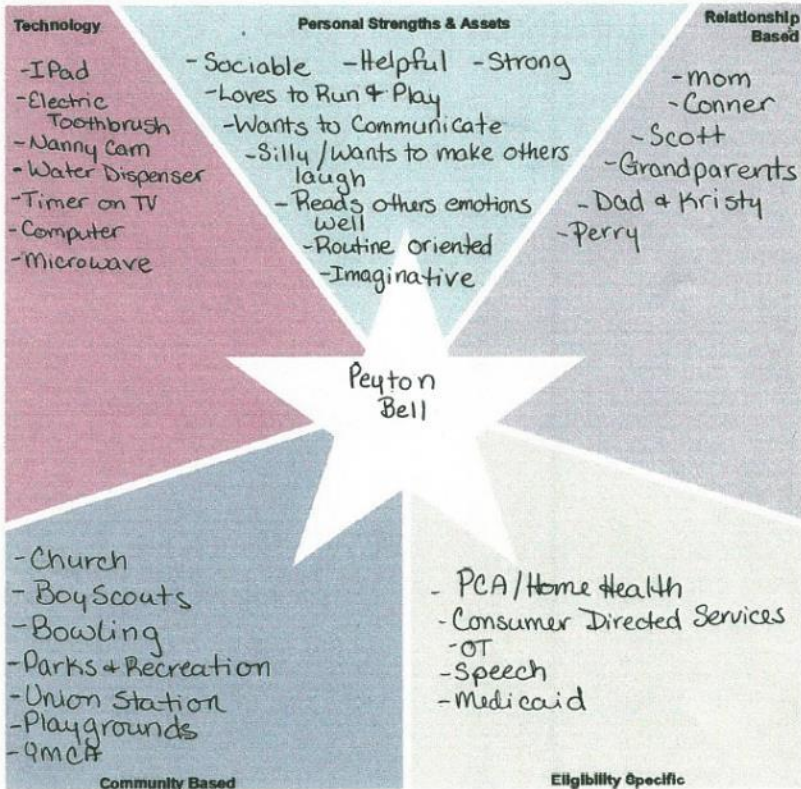 Technology
-IPad
-Electric
Toothbrush
-Nanny Cam
-Water Dispenser
-Timer on TV
-Computer
-Microwave
Personal Strengths & Assets
-Sociable -Helpful -Strong
-Loves to Run & Play
-Wants to Communicate
-Silly/Wants to make others
laugh
-Reads others emotions
well
-Routine oriented
-Imaginative
Relationship
Based
-mom
-Conner
-Scott
-Grandparents
-Dad & Kristy
-Perry
Peyton
Bell
-Church
-Boy Scouts
-Bowling
-Parks & Recreation
-Union Station
-Playgrounds
-YMCA
Community Based
- PCA/Home Health
-Consumer Directed Services
-OT
-Speech
-Medicaid
Eligibility Specific